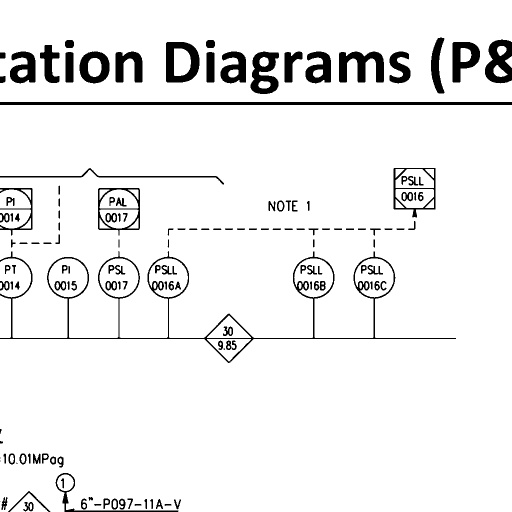 tation Diagrams (P&
PSLL
0016
PI
0014
PAL
0017
NOTE 1
PT
0014
PI
0015
PSL
0017
PSLL
0016A
PSLL
0016B
PSLL
0016C
30
9.85
10.01MPag
1
# 30
6"-P097-11A-V